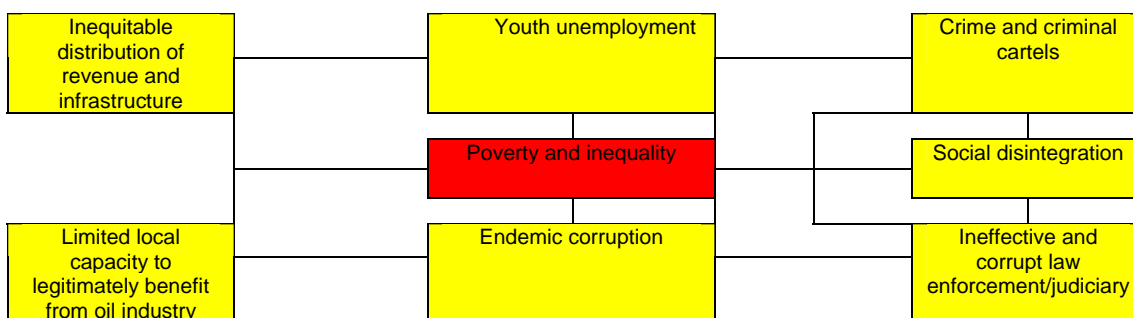 Inequitable
distribution of
revenue and
infrastructure
Youth unemployment
Crime and criminal
cartels
Poverty and inequality
Social disintegration
Limited local
capacity to
legitimately benefit
from oil industry
Endemic corruption
Ineffective and
corrupt law
enforcement/judiciary